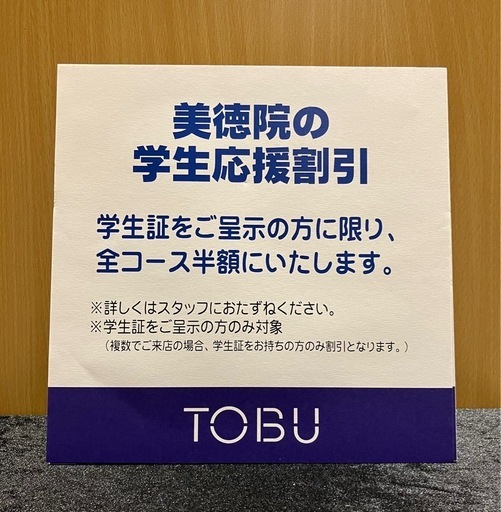 美徳院の
学生応援割引
学生証をご呈示の方に限り、
全コース半額にいたします。
※詳しくはスタッフにおたずねください。
※学生証をご呈示の方のみ対象
（複数でご来店の場合、学生証をお持ちの方のみ割引となります。）
TOBU